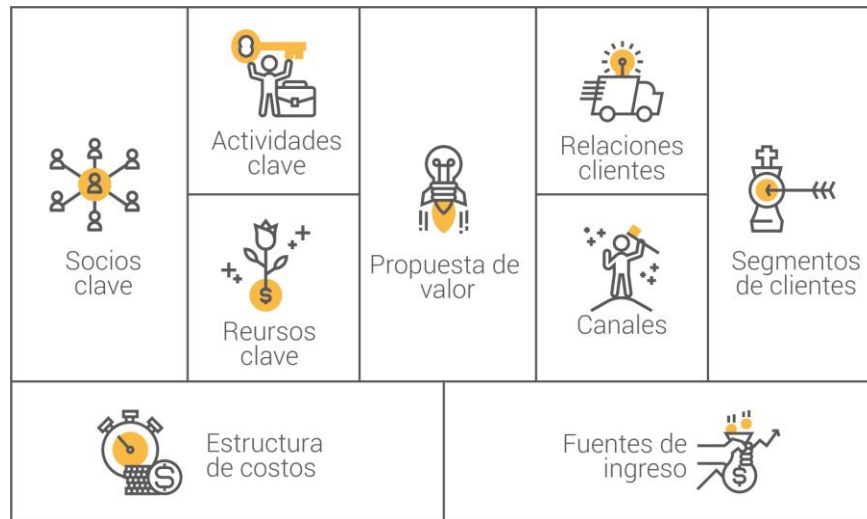 Socios
clave
Actividades
clave
Reursos
clave
Propuesta de
valor
Relaciones
clientes
Canales
Segmentos
de clientes
Estructura
de costos
Fuentes de
ingreso